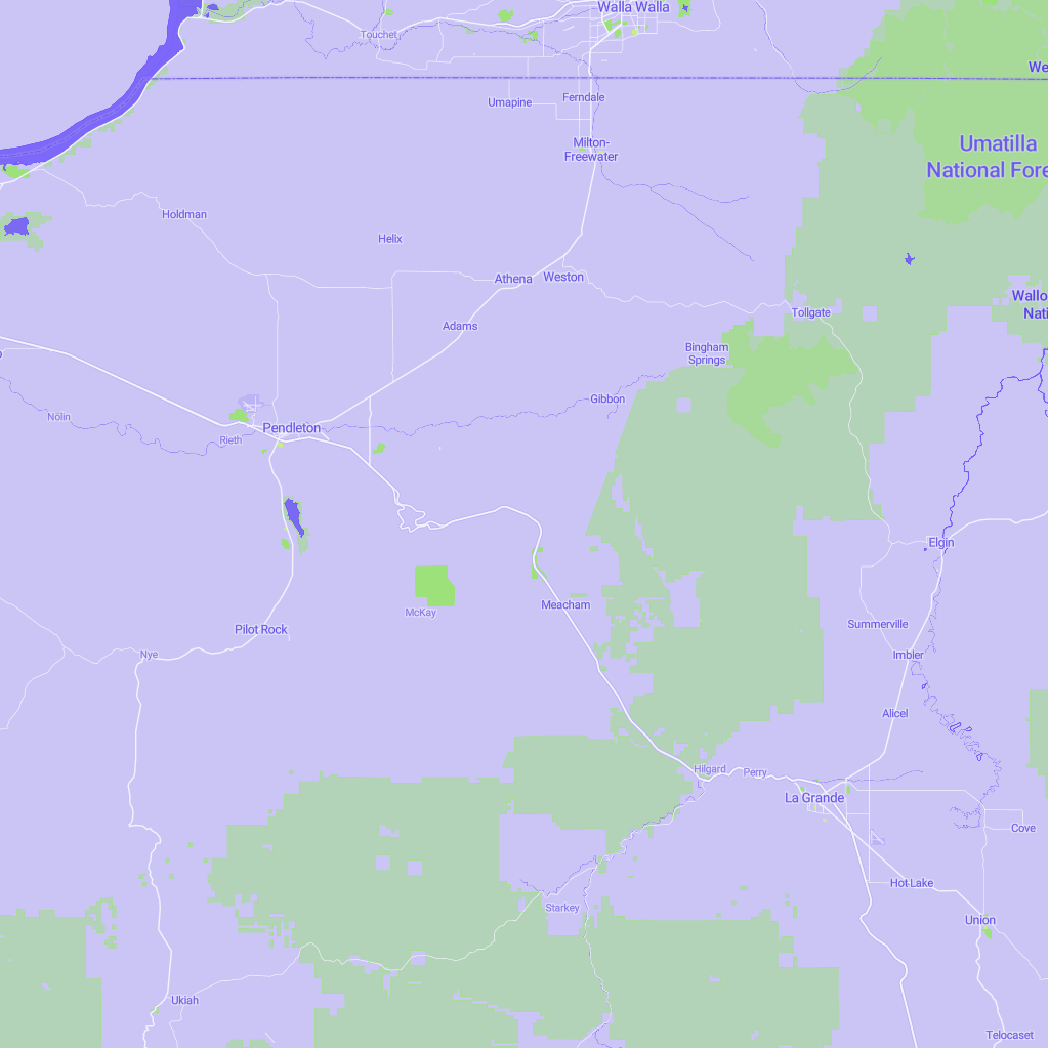 Walla Walla
Touchet
We
Umapine
Ferndale
Milton-
Freewater
Umatilla
National Fore
Holdman
Helix
Athena
Weston
Wallo
Nati
Tollgate
Adams
Bingham
Springs
Gibbon
Nolin
Pendleton
Rieth
Elgin
Meacham
McKay
Summerville
Pilot Rock
Nye
Imbler
Alicel
Hilgard
Perry
La Grande
Cove
Hot Lake
Starkey
Union
Ukiah
Telocaset